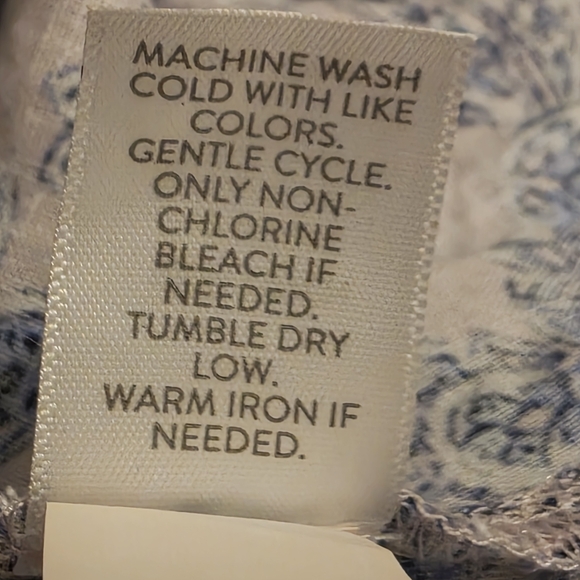 MACHINE WASH
COLD WITH LIKE
COLORS.
GENTLE CYCLE.
ONLY NON-
CHLORINE
BLEACH IF
NEEDED.
TUMBLE DRY
LOW.
WARM IRON IF
NEEDED.